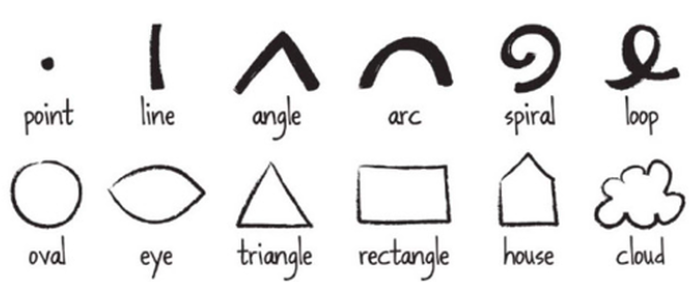 point line angle arc spiral loop
oval eye triangle rectangle house cloud